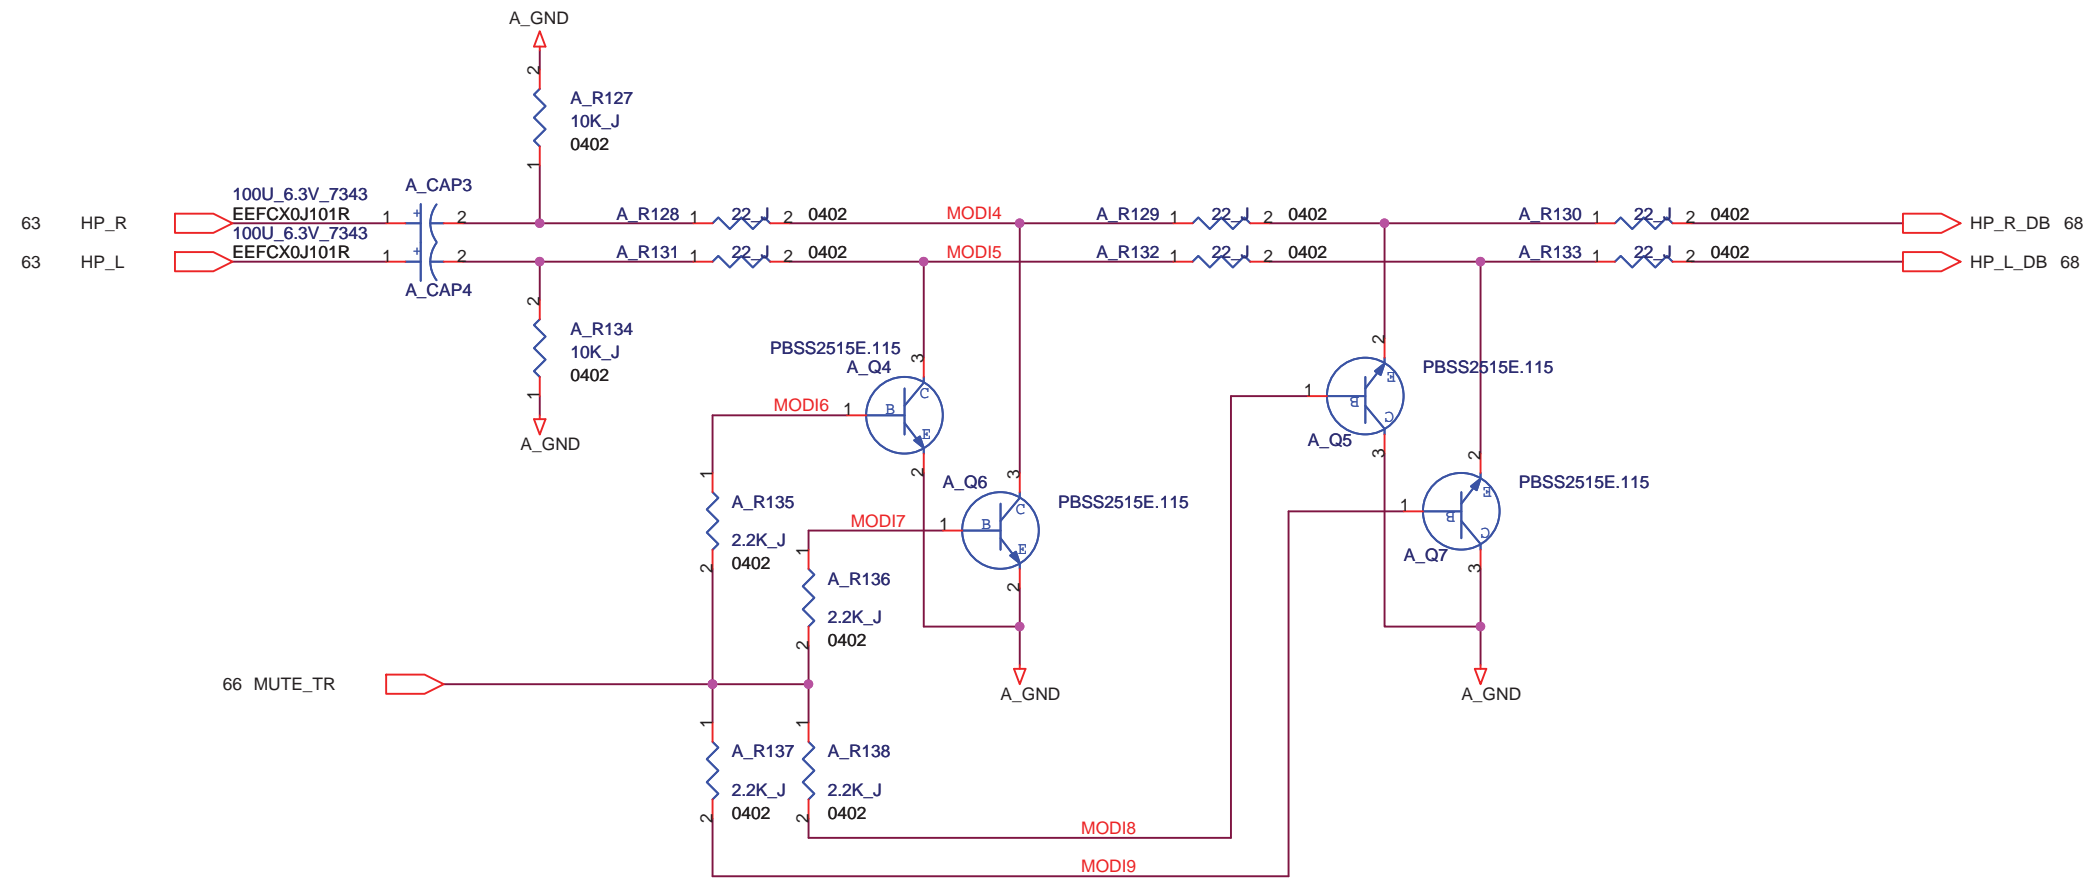 A_GND
2
A_R127
10K_J
0402
1
100U_6.3V_7343
A_CAP3
63 HP_R
EEFCX0J101R 1 + 2
A_R128 1 22_J 2 0402
MODI4
A_R129 1 22_J 2 0402
A_R130 1 22_J 2 0402
HP_R_DB 68
100U_6.3V_7343
63 HP_L
EEFCX0J101R 1 + 2
A_R131 1 22_J 2 0402
MODI5
A_R132 1 22_J 2 0402
A_R133 1 22_J 2 0402
HP_L_DB 68
A_CAP4
2
A_R134
10K_J
0402
1
A_GND
PBSS2515E.115
A_Q4
3
C
B
E
1
2
MODI6
2
PBSS2515E.115
E
B
C
1
A_Q5
3
1
A_R135
2.2K_J
0402
2
A_Q6
3
PBSS2515E.115
C
B
E
1
2
MODI7
2
PBSS2515E.115
E
B
C
1
A_Q7
3
1
A_R136
2.2K_J
0402
2
66 MUTE_TR
A_GND
A_GND
1
A_R137
2.2K_J
0402
2
1
A_R138
2.2K_J
0402
2
MODI8
MODI9